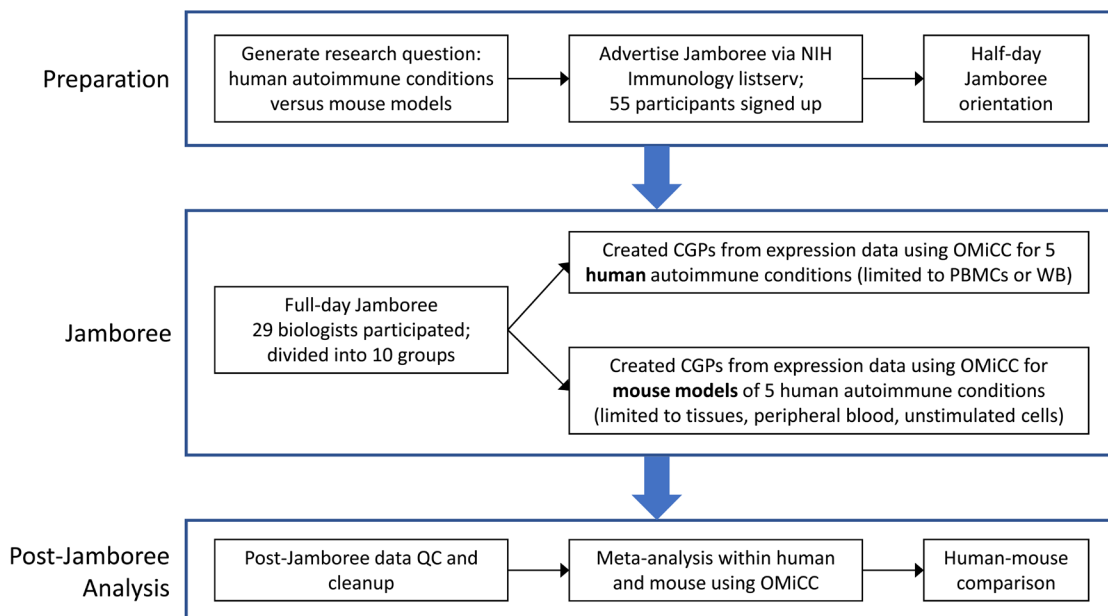 Preparation
Generate research question:
human autoimmune conditions
versus mouse models
Advertise Jamboree via NIH
Immunology listserv;
55 participants signed up
Half-day
Jamboree
orientation
Jamboree
Full-day Jamboree
29 biologists participated;
divided into 10 groups
Created CGPs from expression data using OMiCC for 5
human autoimmune conditions (limited to PBMCs or WB)
Created CGPs from expression data using OMiCC for
mouse models of 5 human autoimmune conditions
(limited to tissues, peripheral blood, unstimulated cells)
Post-Jamboree
Analysis
Post-Jamboree data QC and
cleanup
Meta-analysis within human
and mouse using OMiCC
Human-mouse
comparison